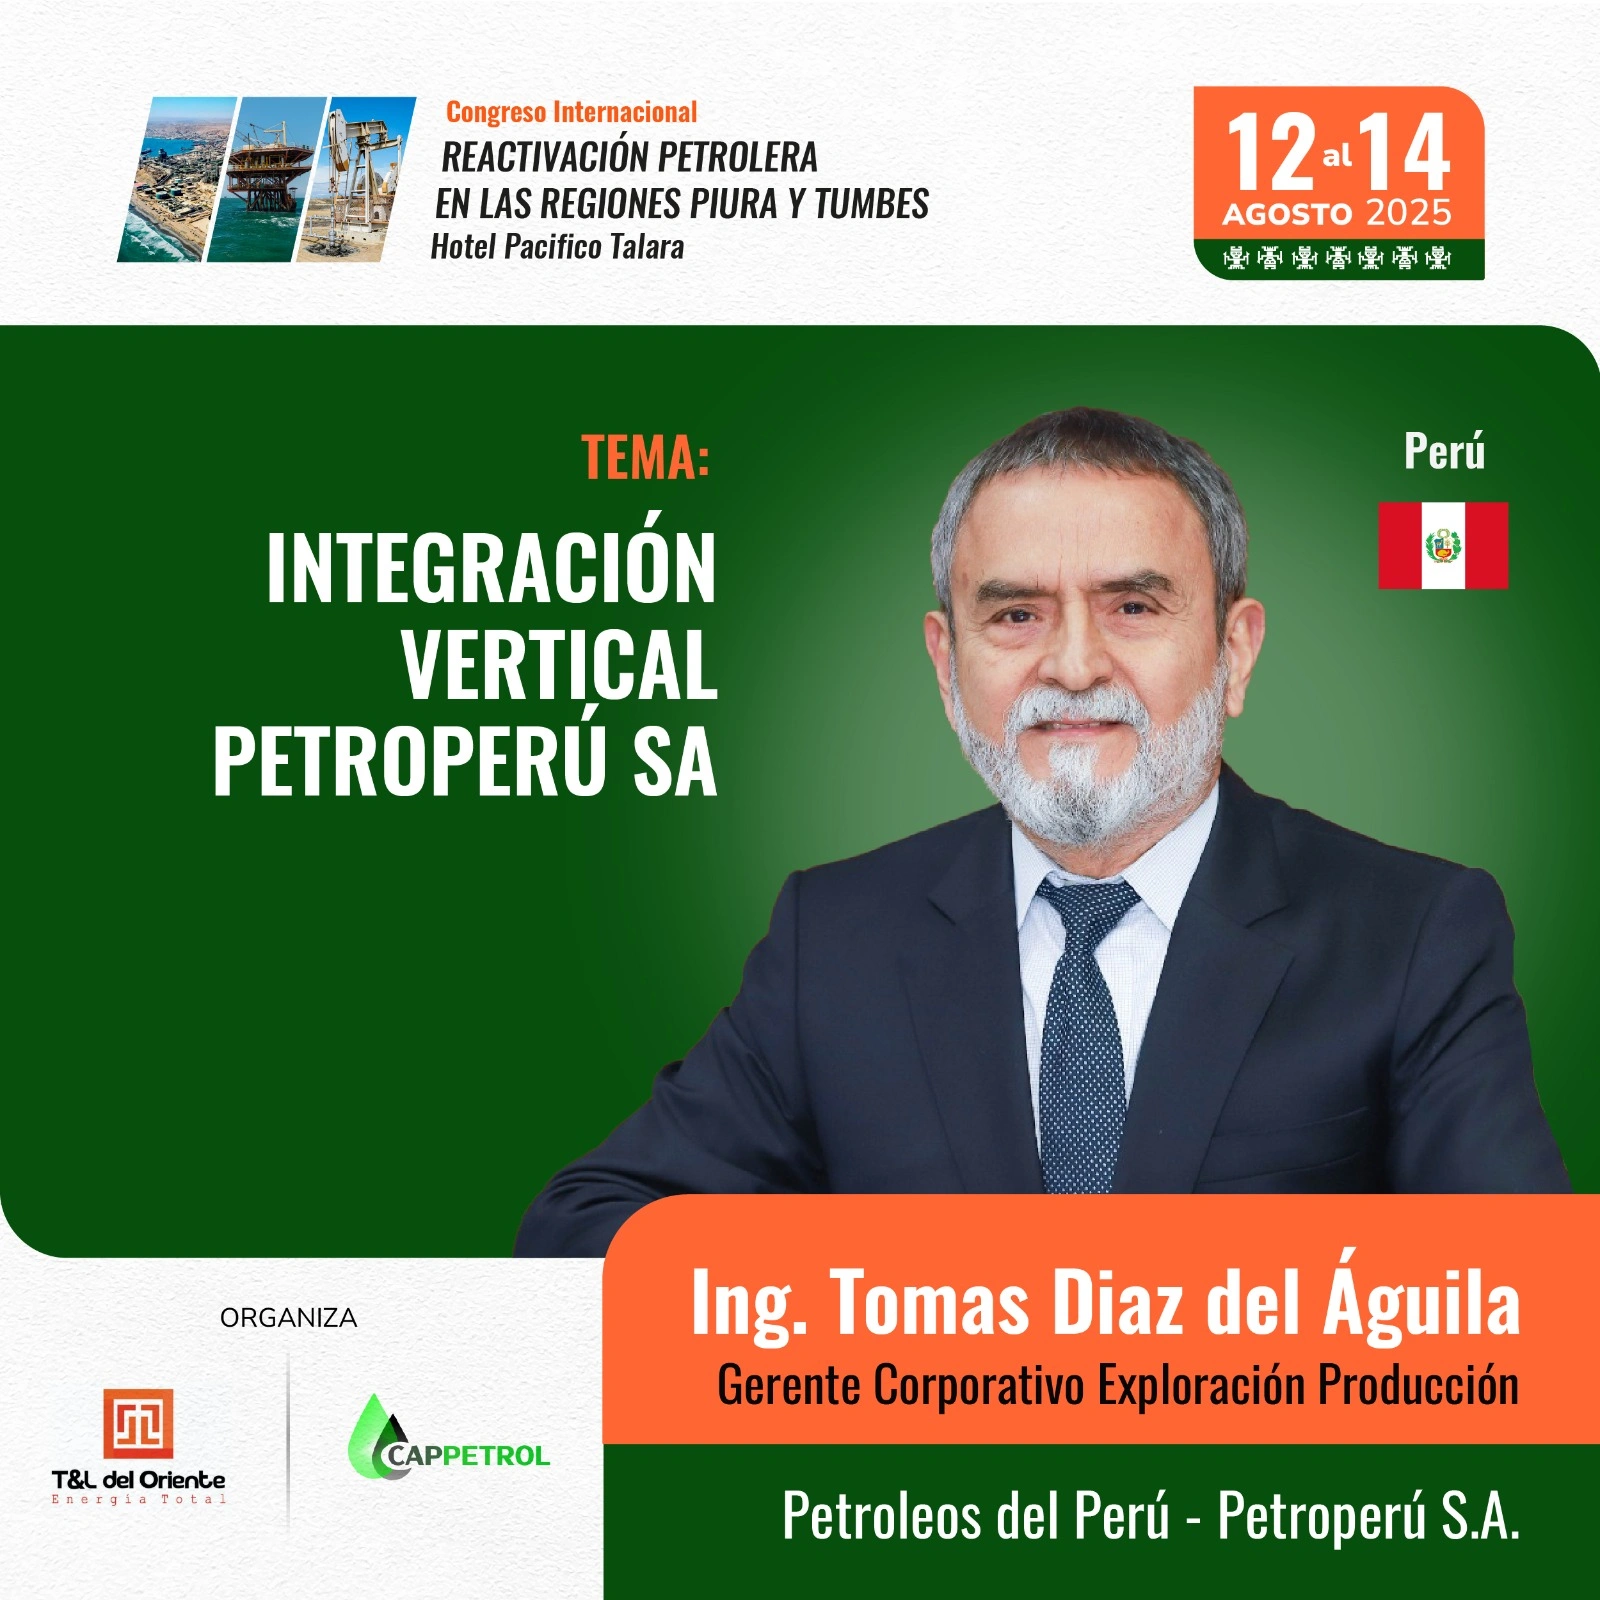 Congreso Internacional
REACTIVACIÓN PETROLERA
EN LAS REGIONES PIURA Y TUMBES
Hotel Pacifico Talara
12 al 14
AGOSTO 2025
TEMA:
INTEGRACIÓN
VERTICAL
PETROPERÚ SA
Perú
Ing. Tomas Diaz del Águila
Gerente Corporativo Exploración Producción
Petroleos del Perú - Petroperú S.A.
ORGANIZA
T&L del Oriente
Energía Total
CAPPETROL